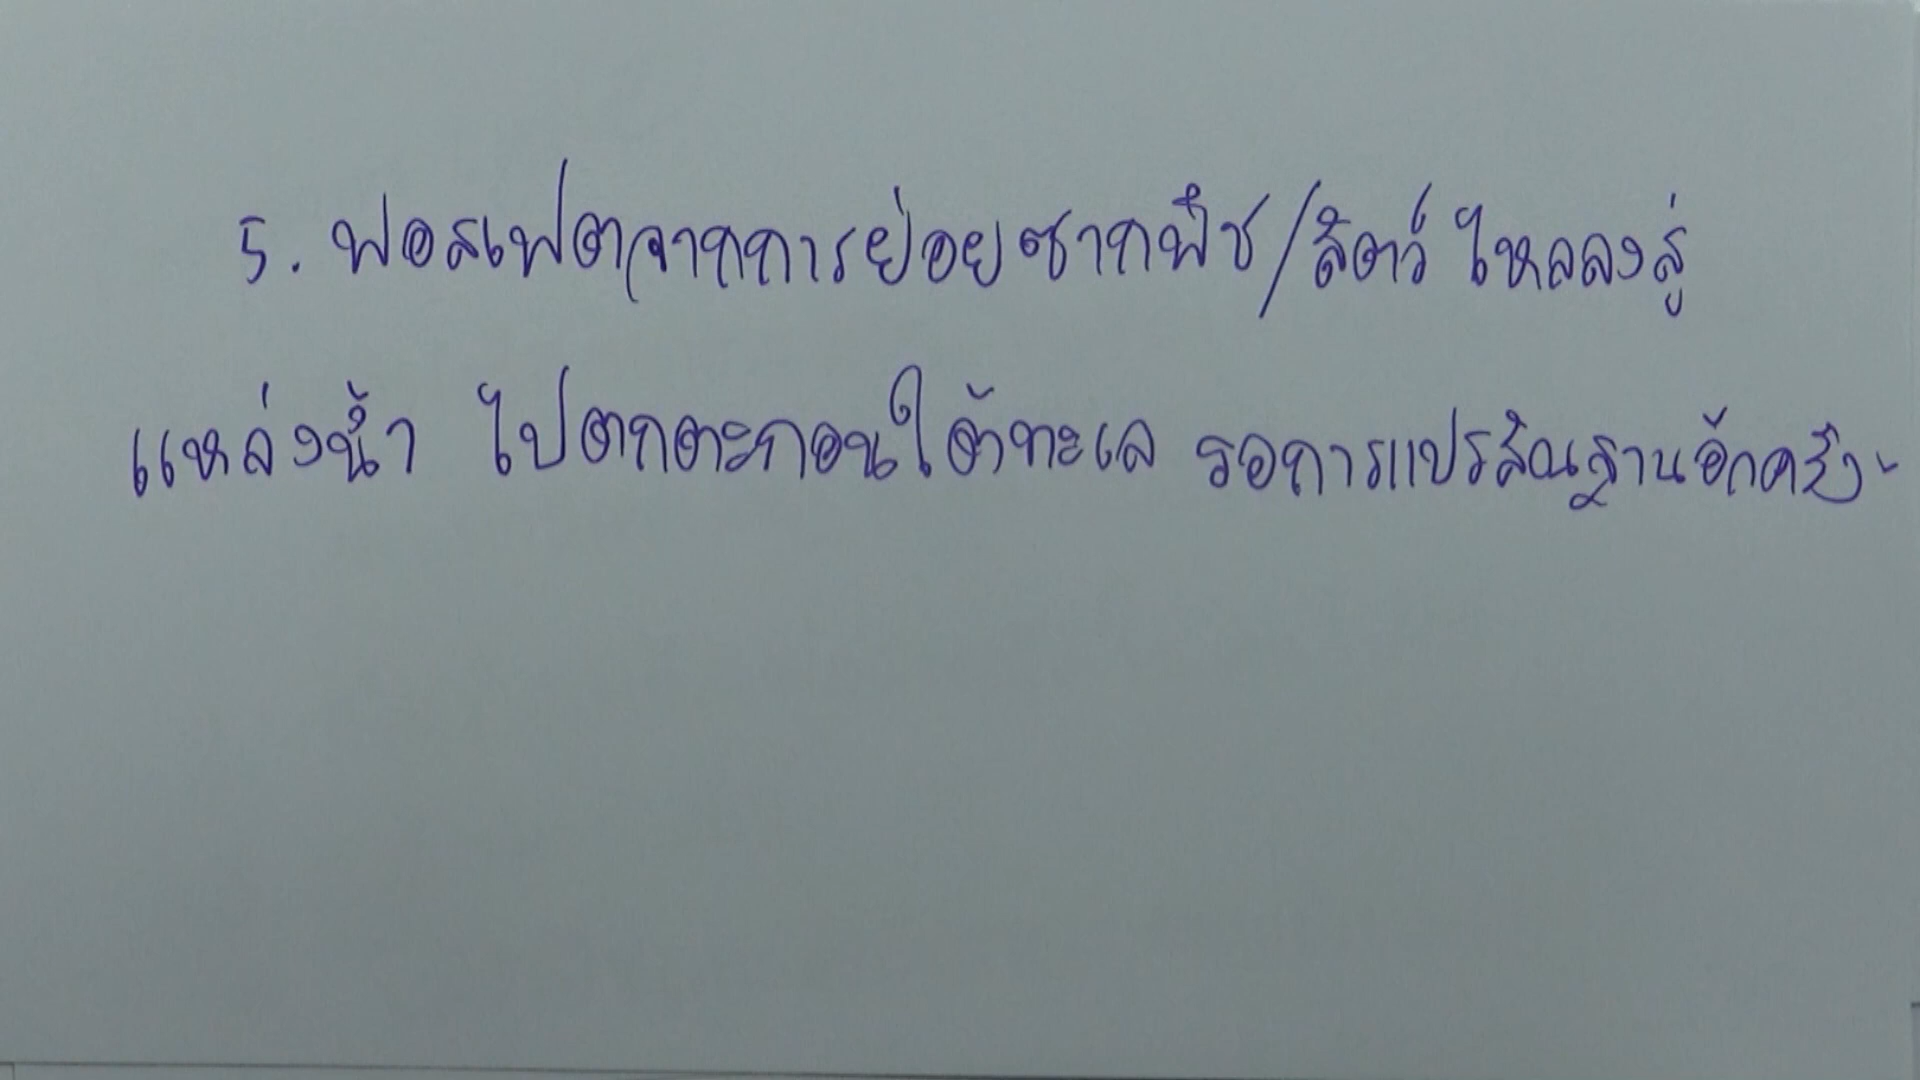 5. ฟอสเฟตจากการย่อยซากพืช/สัตว์ ไหลลงสู่
แหล่งน้ำ ไปตกตะกอนใต้ทะเล รอการแปรสัณฐานอีกครั้ง